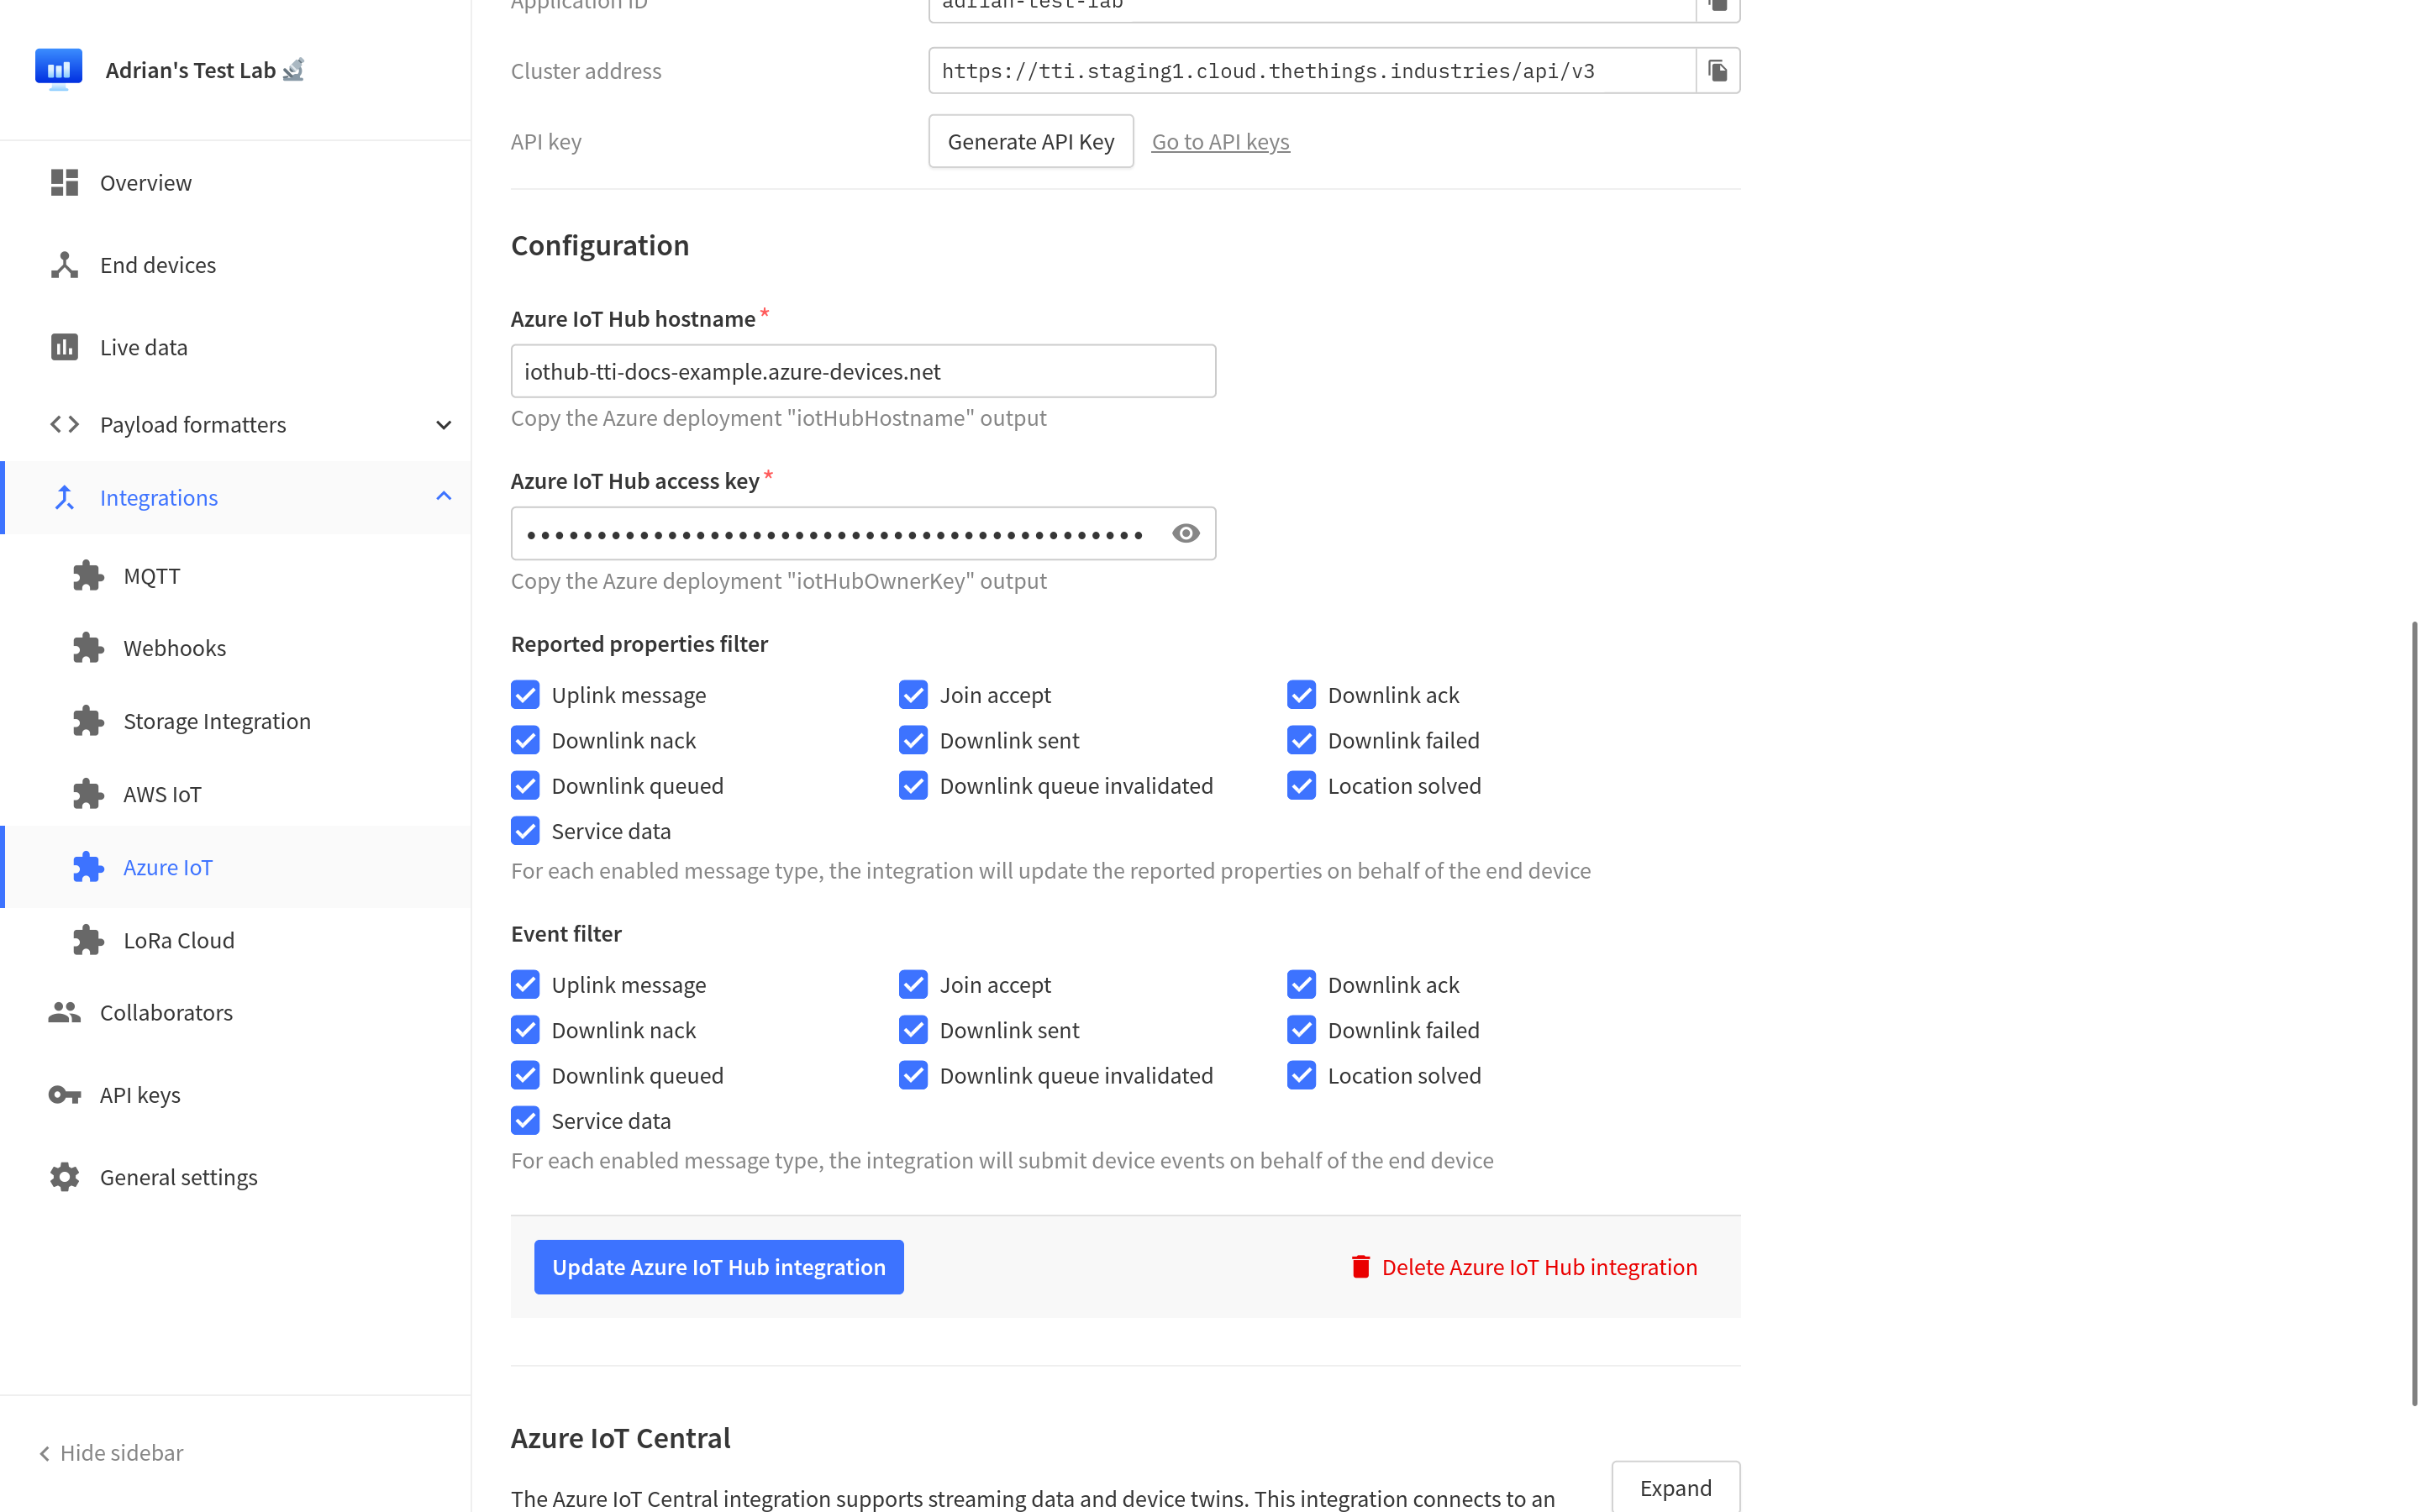 Adrian's Test Lab
Overview
End devices
Live data
Payload formatters
Integrations
MQTT
Webhooks
Storage Integration
AWS IoT
Azure IoT
LoRa Cloud
Collaborators
API keys
General settings
Hide sidebar
Application ID adrian-test-lab
Cluster address https://tti.staging1.cloud.thethings.industries/api/v3
API key Generate API Key Go to API keys
Configuration
Azure IoT Hub hostname *
iothub-tti-docs-example.azure-devices.net
Copy the Azure deployment "iotHubHostname" output
Azure IoT Hub access key *
Copy the Azure deployment "iotHubOwnerKey" output
Reported properties filter
Uplink message Join accept Downlink ack
Downlink nack Downlink sent Downlink failed
Downlink queued Downlink queue invalidated Location solved
Service data
For each enabled message type, the integration will update the reported properties on behalf of the end device
Event filter
Uplink message Join accept Downlink ack
Downlink nack Downlink sent Downlink failed
Downlink queued Downlink queue invalidated Location solved
Service data
For each enabled message type, the integration will submit device events on behalf of the end device
Update Azure IoT Hub integration Delete Azure IoT Hub integration
Azure IoT Central
The Azure IoT Central integration supports streaming data and device twins. This integration connects to an
Expand